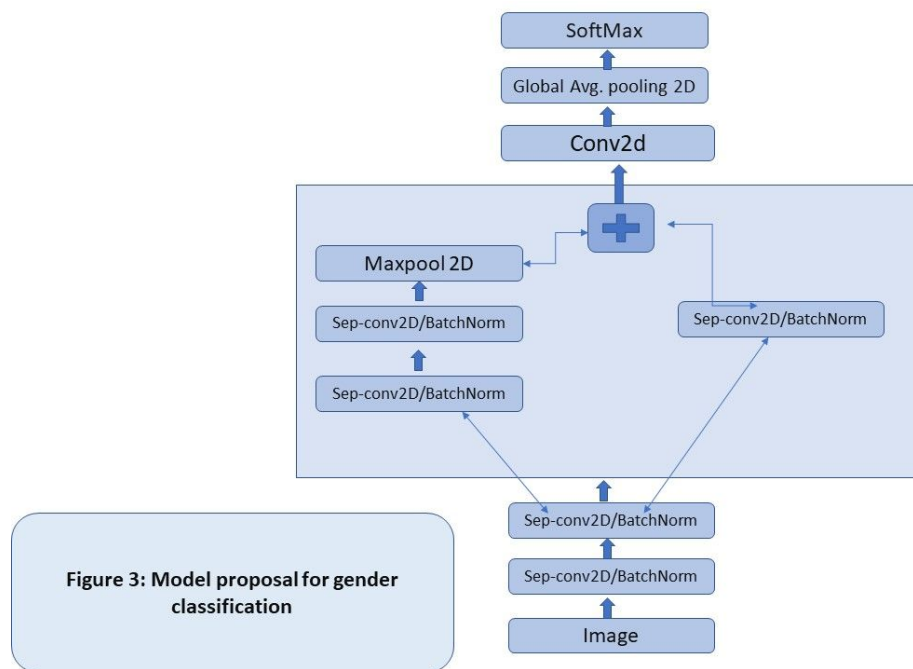 SoftMax
Global Avg. pooling 2D
Conv2d
Maxpool 2D
Sep-conv2D/BatchNorm
Sep-conv2D/BatchNorm
Sep-conv2D/BatchNorm
Sep-conv2D/BatchNorm
Sep-conv2D/BatchNorm
Image
Figure 3: Model proposal for gender
classification